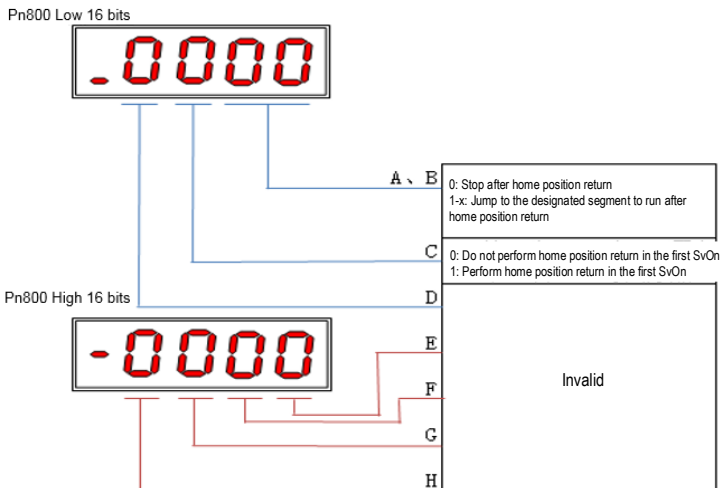 Pn800 Low 16 bits
_0000
A、B
0: Stop after home position return
1-x: Jump to the designated segment to run after
home position return
C
0: Do not perform home position return in the first SvOn
1: Perform home position return in the first SvOn
Pn800 High 16 bits
D
-0000
E
F
Invalid
G
H